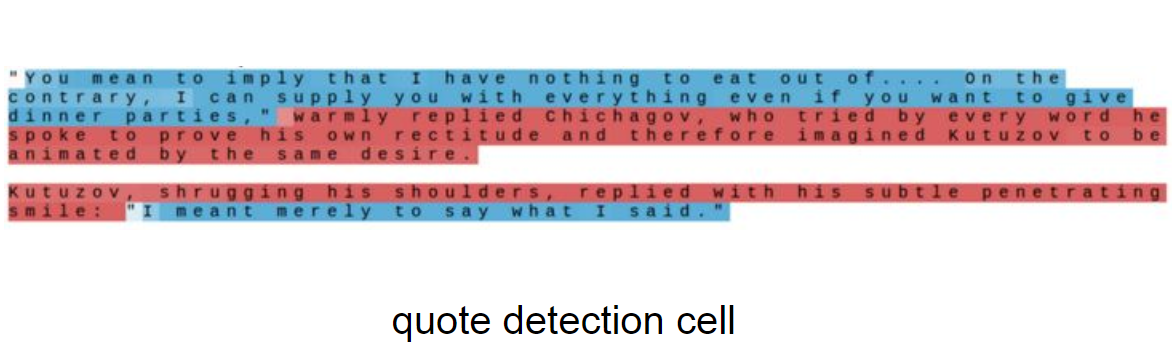 "You mean to imply that I have nothing to eat out of.... On the
contrary, I can supply you with everything even if you want to give
dinner parties," warmly replied Chichagov, who tried by every word he
spoke to prove his own rectitude and therefore imagined Kutuzov to be
animated by the same desire.
Kutuzov, shrugging his shoulders, replied with his subtle penetrating
smile: "I meant merely to say what I said."
quote detection cell